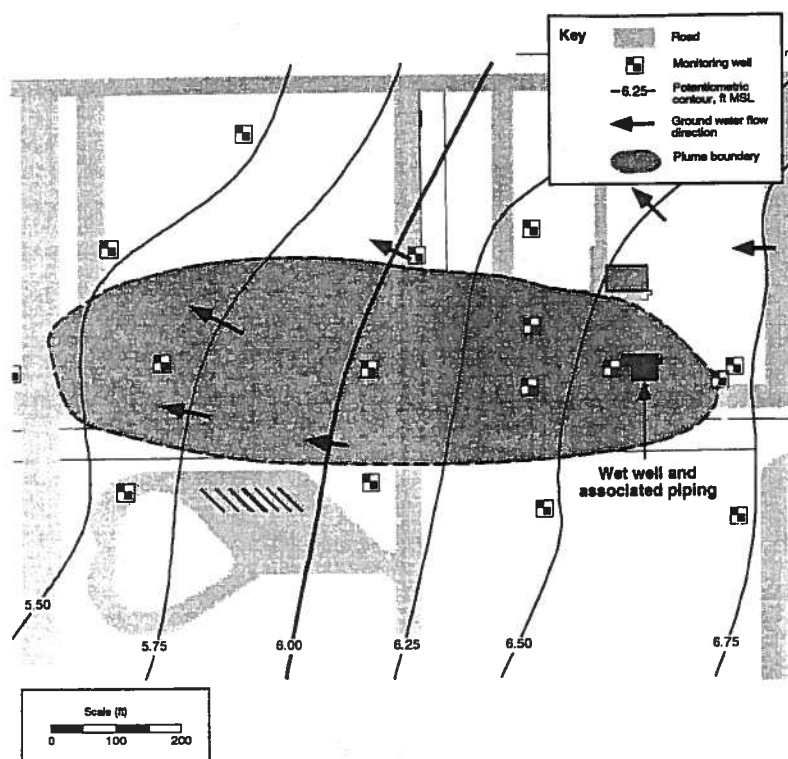 Key
Road
Monitoring well
6.25
Potentiometric
contour, ft MSL
Ground water flow
direction
Plume boundary
Wet well and
associated piping
5.50
5.75
6.00
6.25
6.50
6.75
Scale (ft)
0 100 200